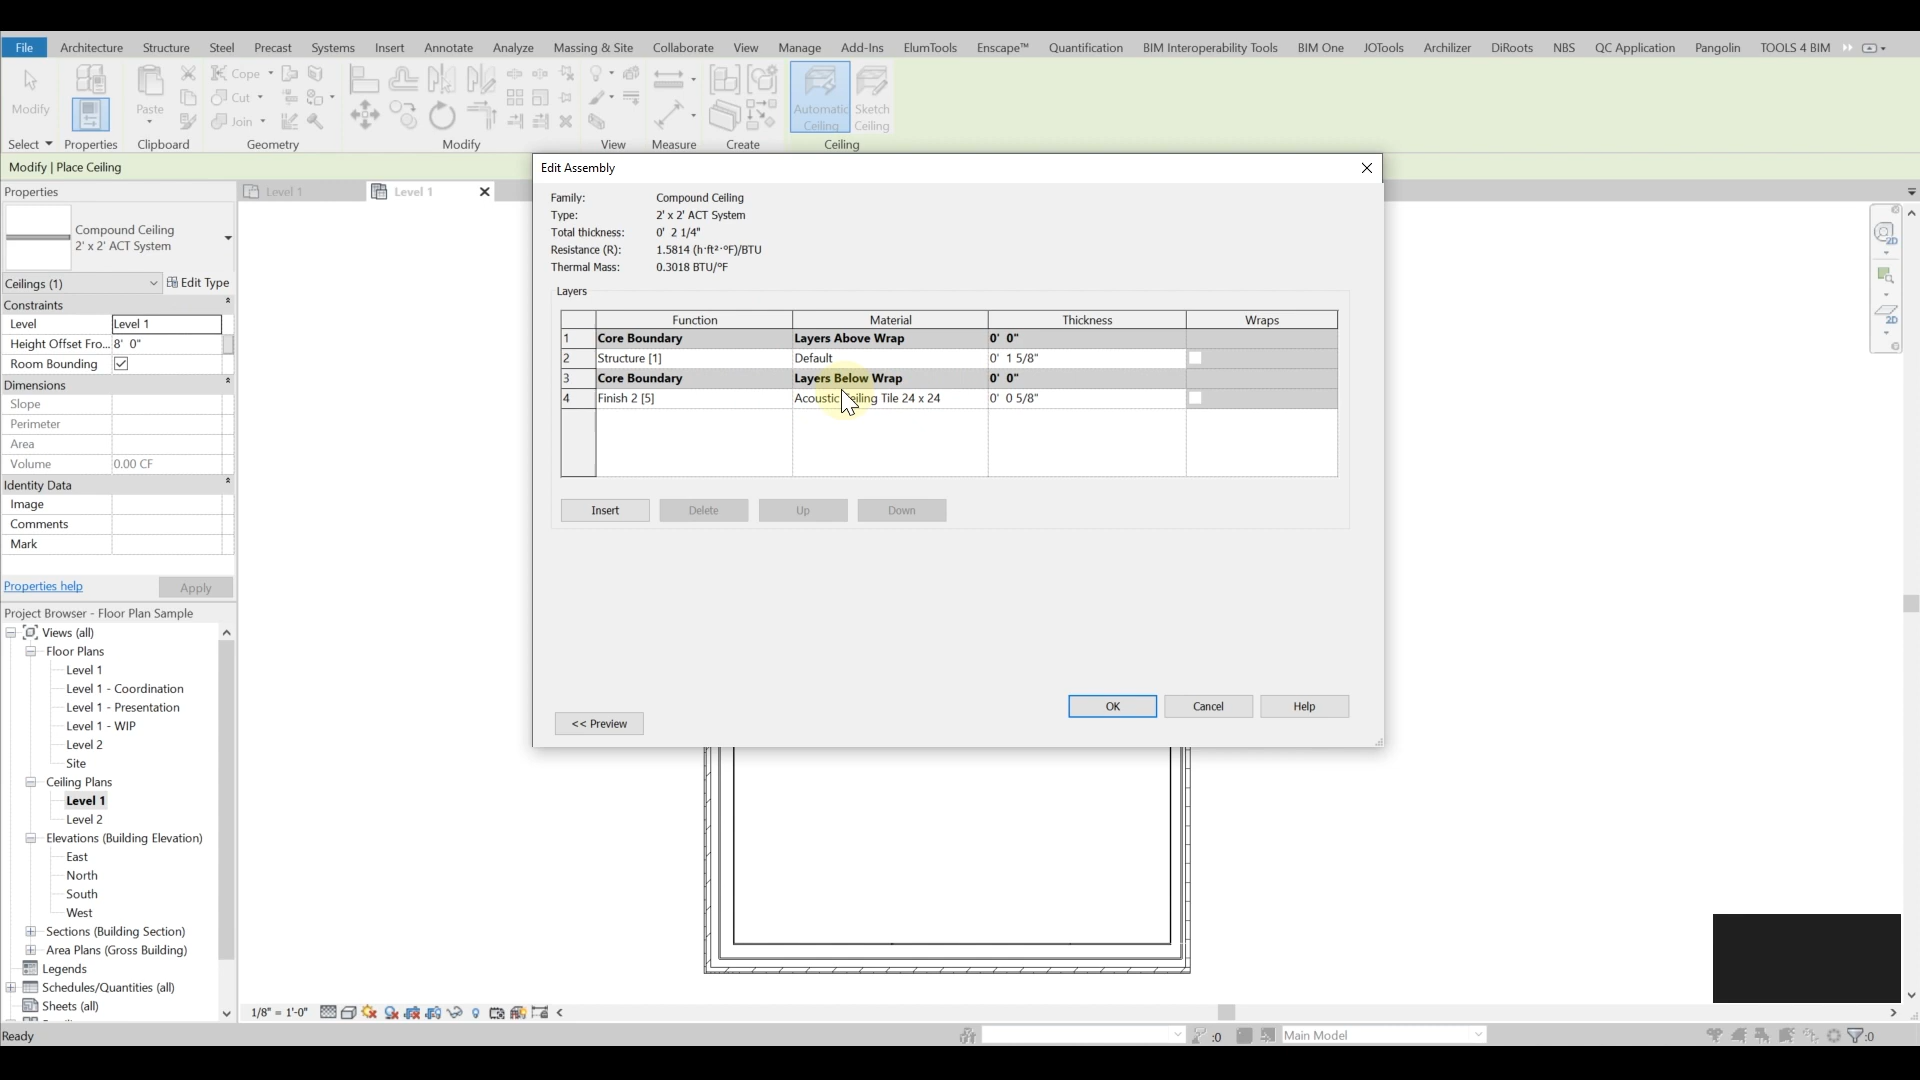 File Architecture Structure Steel Precast Systems Insert Annotate Analyze Massing & Site Collaborate View Manage Add-Ins ElumTools Enscape™ Quantification BIM Interoperability Tools BIM One JOTools Archilizer DiRoots NBS QC Application Pangolin TOOLS 4 BIM
Modify Paste Cope Cut Join Automatic Ceiling Sketch Ceiling
Select Properties Clipboard Geometry Modify View Measure Create Ceiling
Modify | Place Ceiling
Properties
Level 1
Level 1
Compound Ceiling
2' x 2' ACT System
Ceilings (1) Edit Type
Constraints
Level Level 1
Height Offset Fro... 8' 0"
Room Bounding
Dimensions
Slope
Perimeter
Area
Volume 0.00 CF
Identity Data
Image
Comments
Mark
Properties help Apply
Project Browser - Floor Plan Sample
Views (all)
Floor Plans
Level 1
Level 1 - Coordination
Level 1 - Presentation
Level 1 - WIP
Level 2
Site
Ceiling Plans
Level 1
Level 2
Elevations (Building Elevation)
East
North
South
West
Sections (Building Section)
Area Plans (Gross Building)
Legends
Schedules/Quantities (all)
Sheets (all)
Edit Assembly
Family: Compound Ceiling
Type: 2' x 2' ACT System
Total thickness: 0' 2 1/4"
Resistance (R): 1.5814 (h·ft²·°F)/BTU
Thermal Mass: 0.3018 BTU/°F
Layers
Function Material Thickness Wraps
1 Core Boundary Layers Above Wrap 0' 0"
2 Structure [1] Default 0' 1 5/8"
3 Core Boundary Layers Below Wrap 0' 0"
4 Finish 2 [5] Acoustic Ceiling Tile 24 x 24 0' 0 5/8"
Insert Delete Up Down
OK Cancel Help
<< Preview
2D
2D
1/8" = 1'-0"
Ready :0 Main Model :0